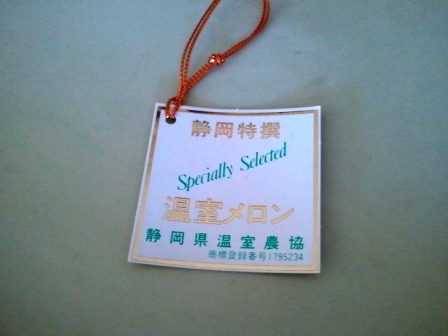 静岡特撰
Specially Selected
温室メロン
静岡県温室農協
商標登録番号1795234